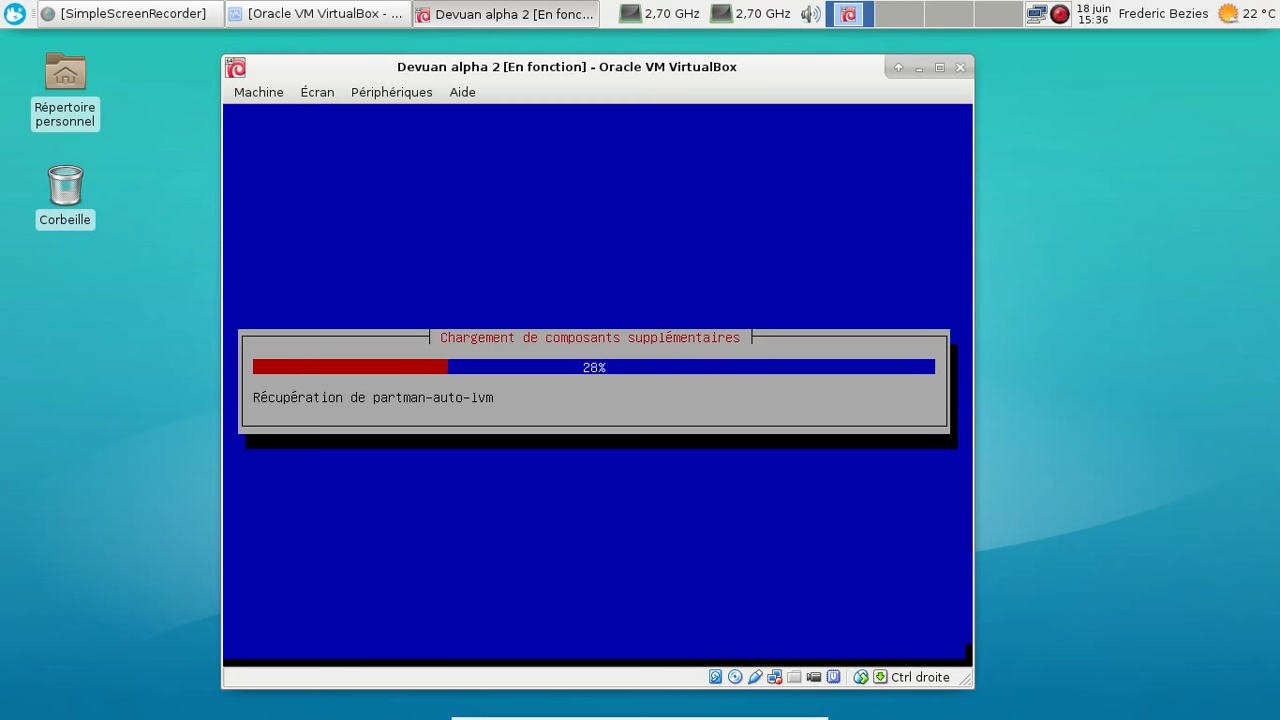 [SimpleScreenRecorder]
[Oracle VM VirtualBox - ...
Devuan alpha 2 [En fonc...
2,70 GHz
2,70 GHz
18 juin
15:36
Frederic Bezies
22 °C
Répertoire
personnel
Corbeille
Devuan alpha 2 [En fonction] - Oracle VM VirtualBox
Machine Écran Périphériques Aide
Chargement de composants supplémentaires
28%
Récupération de partman-auto-lvm
Ctrl droite